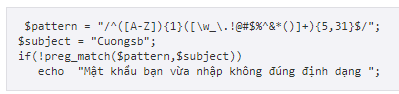 $pattern = "/^([A-Z]){1}([\w_\.!@#$%^&*()]+){5,31}$/";
$subject = "Cuongsb";
if(!preg_match($pattern,$subject))
echo "Mật khẩu bạn vừa nhập không đúng định dạng ";